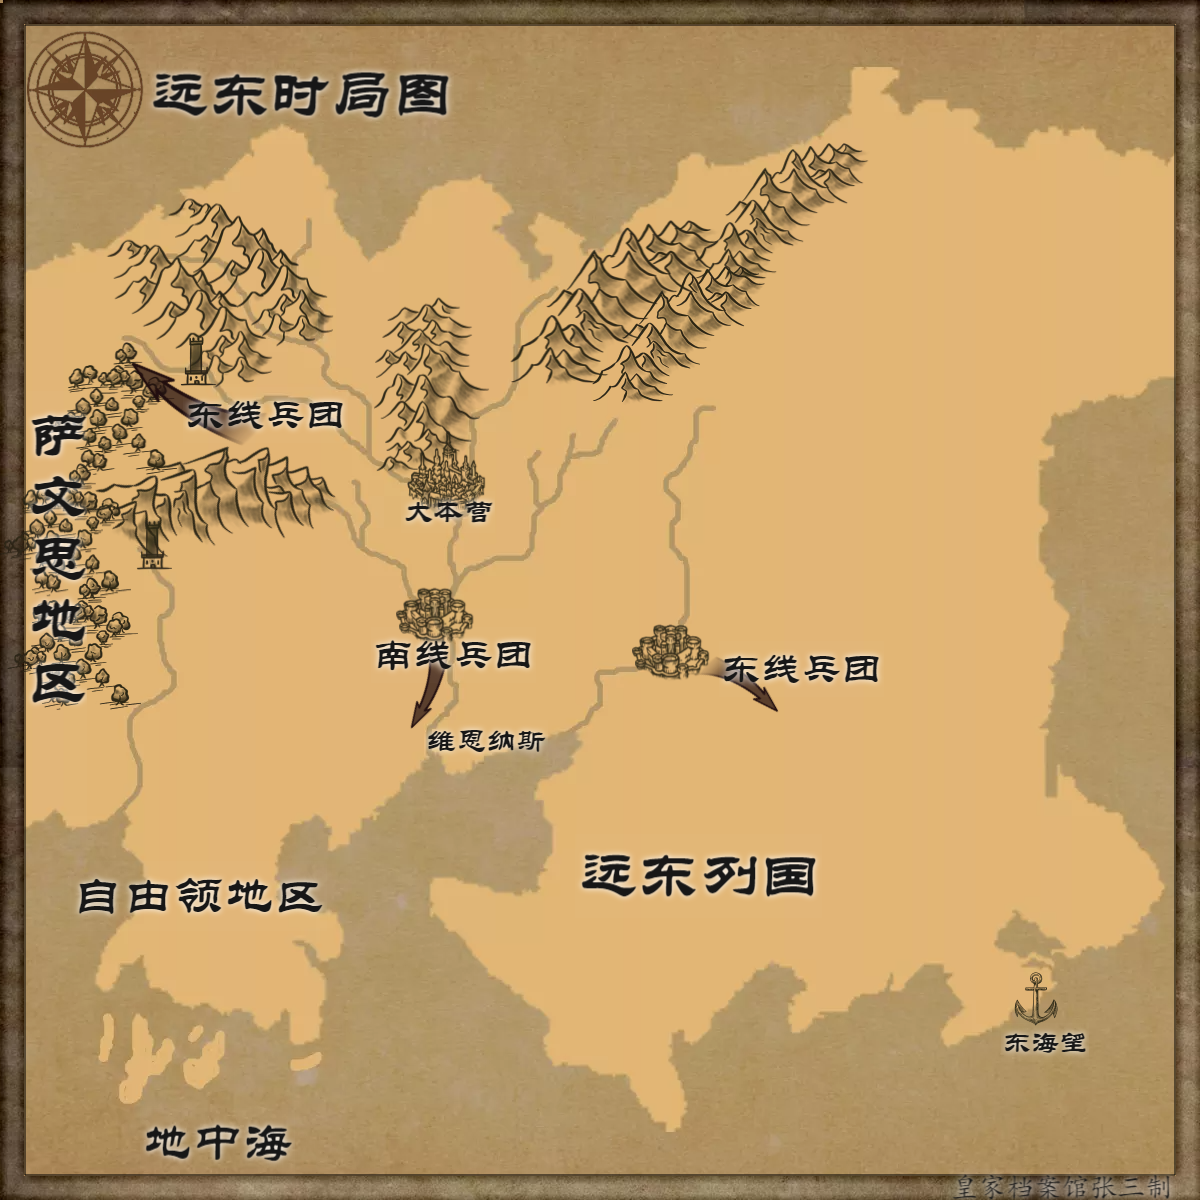 远东时局图
东线兵团
萨文思地区
大本营
南线兵团
东线兵团
维恩纳斯
远东列国
自由领地区
东海望
地中海
皇家档案馆张三制